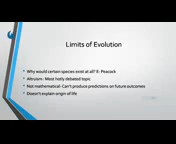 Limits of Evolution
Why would certain species exist at all? E- Peacock
Altruism- Most hotly debated topic
Not mathematical- Can't produce predictions on future outcomes
Doesn't explain origin of life